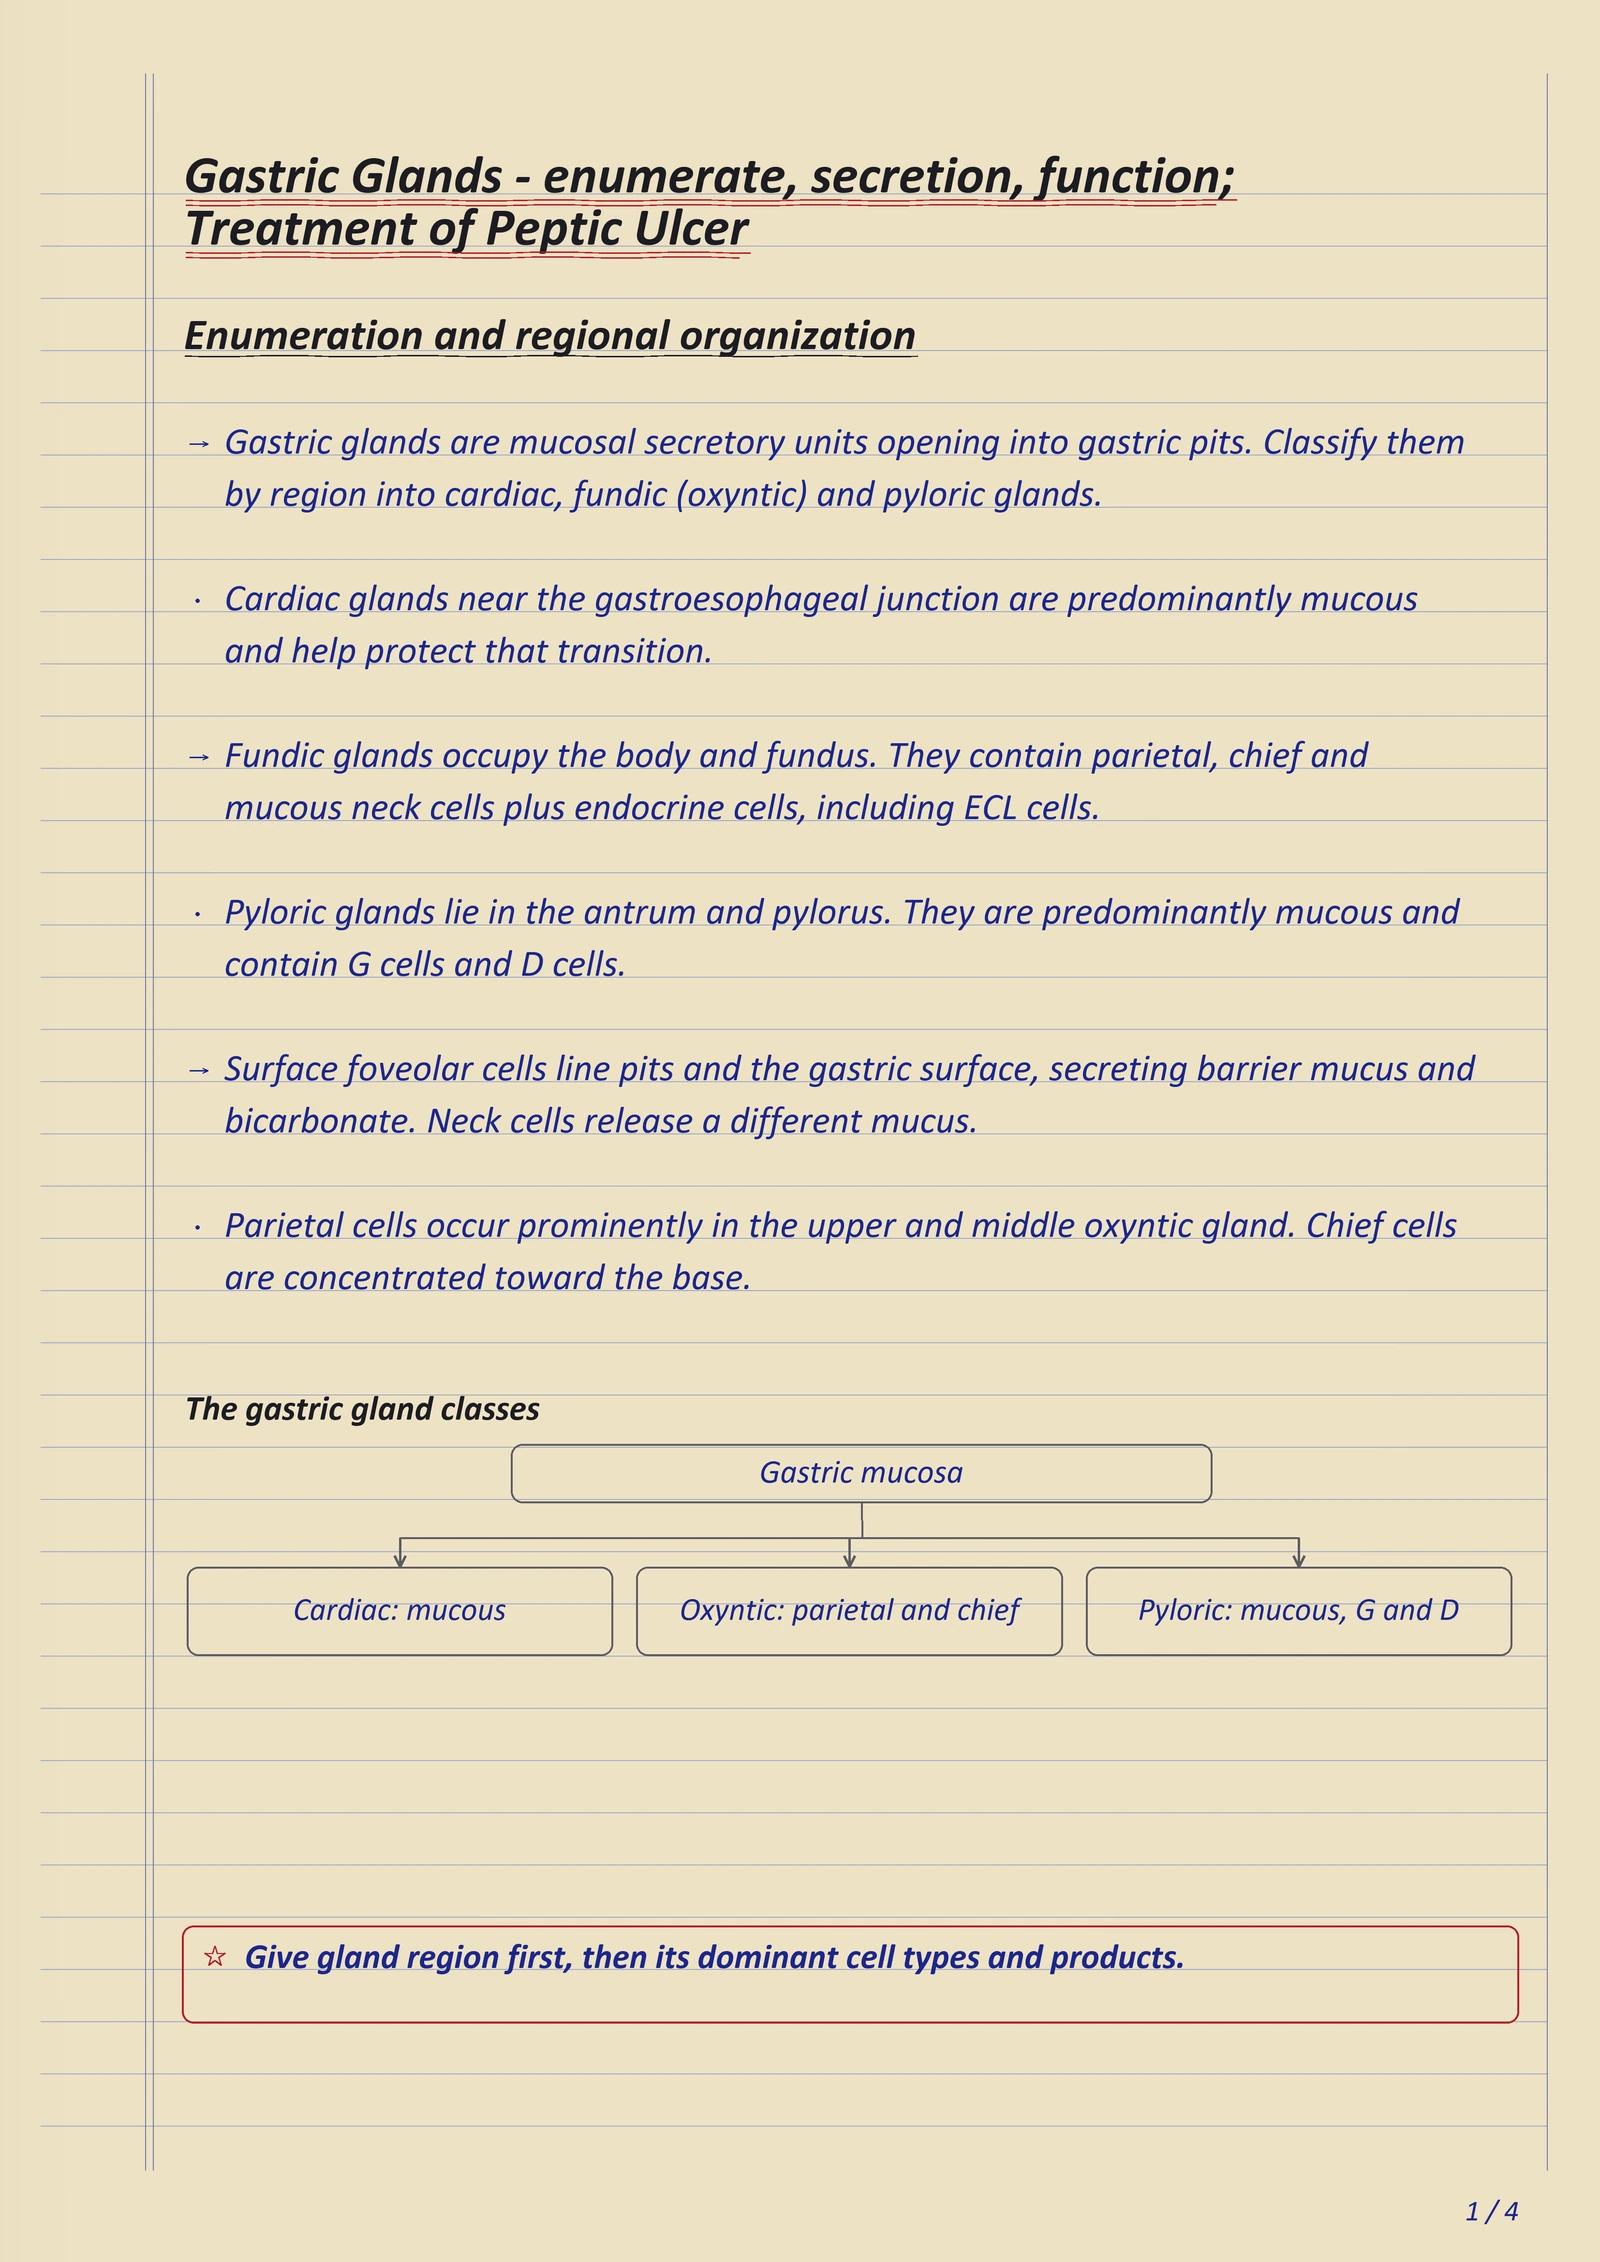 Gastric Glands - enumerate, secretion, function;
Treatment of Peptic Ulcer
Enumeration and regional organization
→ Gastric glands are mucosal secretory units opening into gastric pits. Classify them
by region into cardiac, fundic (oxyntic) and pyloric glands.
· Cardiac glands near the gastroesophageal junction are predominantly mucous
and help protect that transition.
→ Fundic glands occupy the body and fundus. They contain parietal, chief and
mucous neck cells plus endocrine cells, including ECL cells.
· Pyloric glands lie in the antrum and pylorus. They are predominantly mucous and
contain G cells and D cells.
→ Surface foveolar cells line pits and the gastric surface, secreting barrier mucus and
bicarbonate. Neck cells release a different mucus.
· Parietal cells occur prominently in the upper and middle oxyntic gland. Chief cells
are concentrated toward the base.
The gastric gland classes
Gastric mucosa
Cardiac: mucous
Oxyntic: parietal and chief
Pyloric: mucous, G and D
☆ Give gland region first, then its dominant cell types and products.
1 / 4